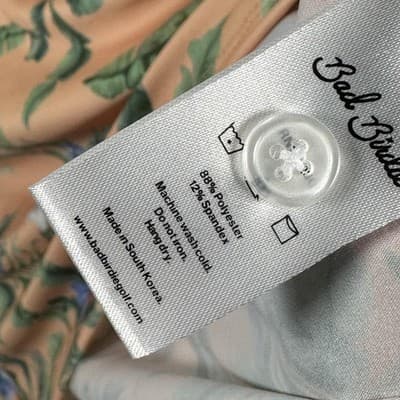 Bad Birdie
88% Polyester
12% Spandex
Machine wash cold.
Do not iron.
Hang dry.
Made in South Korea.
www.badbirdiegolf.com